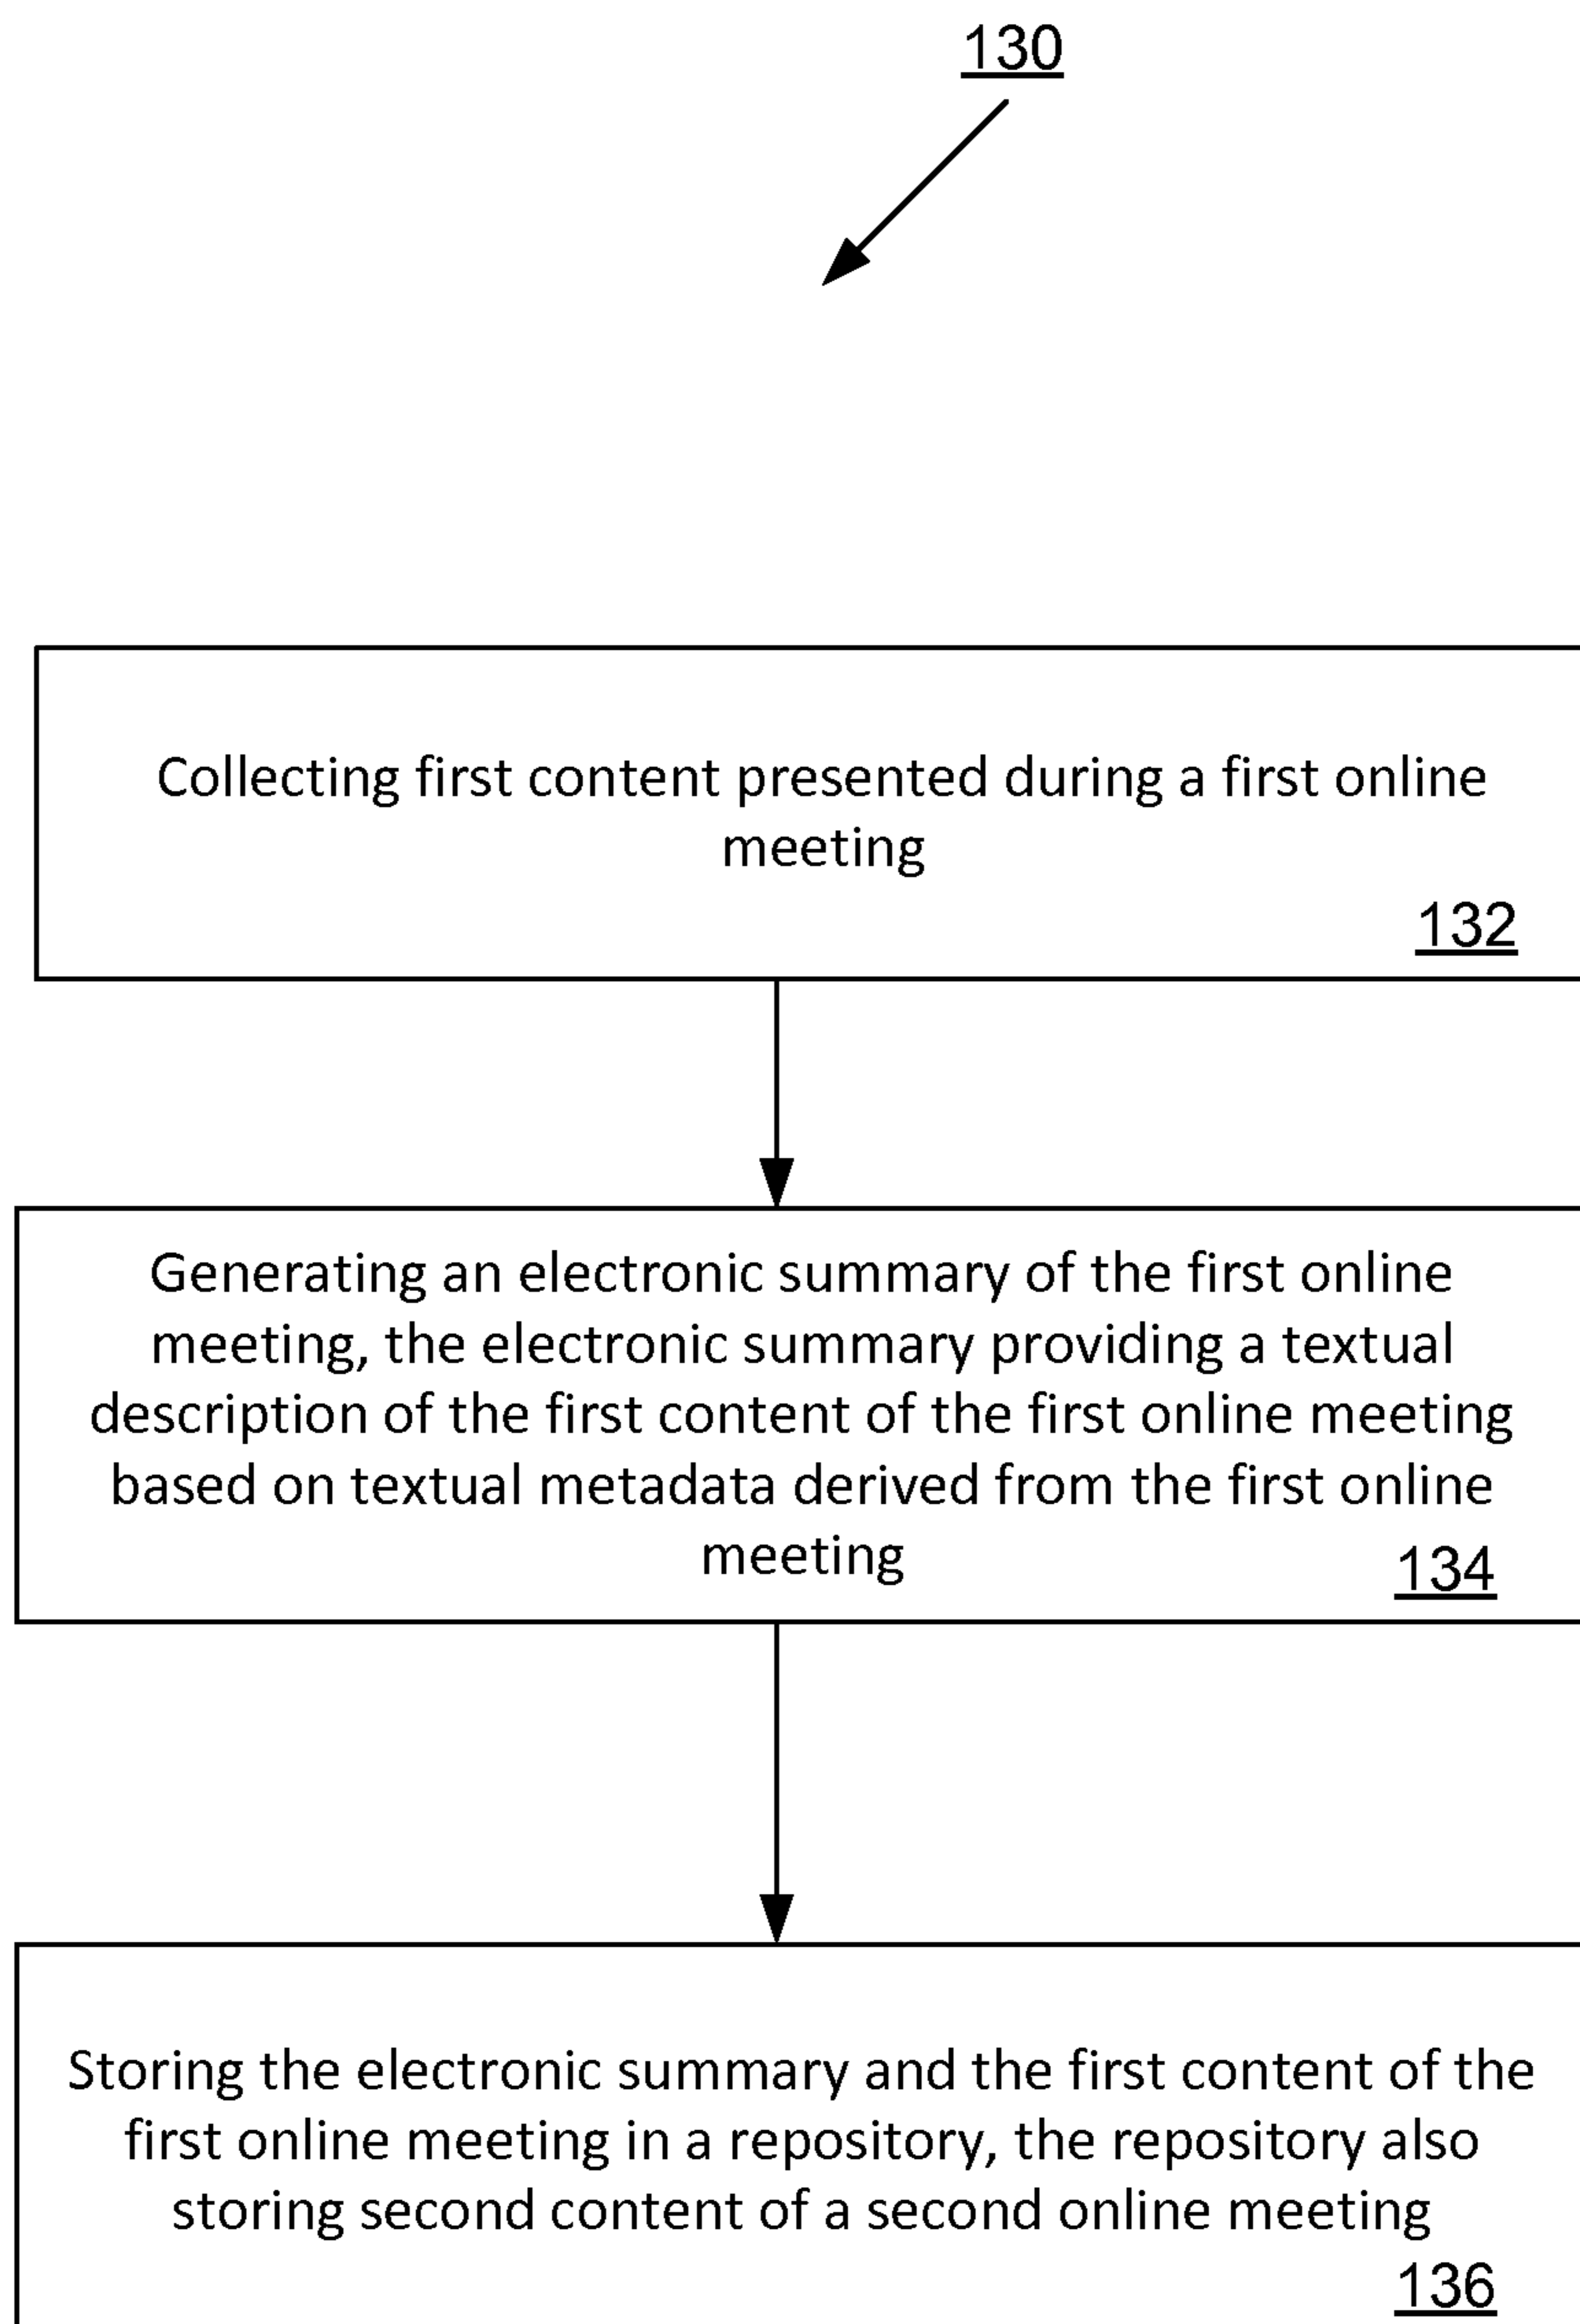 130
Collecting first content presented during a first online
meeting
132
Generating an electronic summary of the first online
meeting, the electronic summary providing a textual
description of the first content of the first online meeting
based on textual metadata derived from the first online
meeting
134
Storing the electronic summary and the first content of the
first online meeting in a repository, the repository also
storing second content of a second online meeting
136